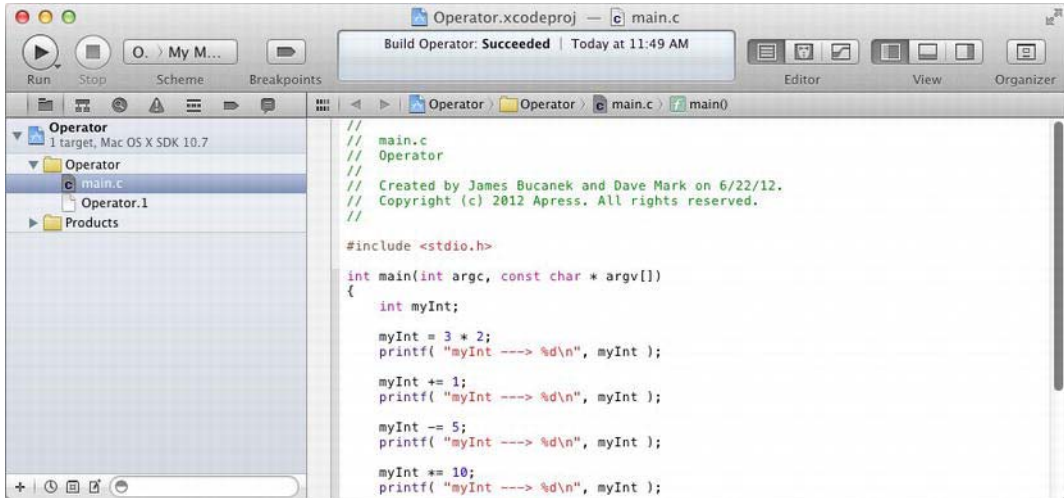 Operator.xcodeproj — main.c
O. 〉 My M...
Build Operator: Succeeded | Today at 11:49 AM
Run Stop Scheme Breakpoints Editor View Organizer
Operator 〉 Operator 〉 main.c 〉 main()
Operator
1 target, Mac OS X SDK 10.7
Operator
main.c
Operator.1
Products
//
//  main.c
//  Operator
//
//  Created by James Bucanek and Dave Mark on 6/22/12.
//  Copyright (c) 2012 Apress. All rights reserved.
//
#include <stdio.h>
int main(int argc, const char * argv[])
{
    int myInt;
    myInt = 3 * 2;
    printf( "myInt ---> %d\n", myInt );
    myInt += 1;
    printf( "myInt ---> %d\n", myInt );
    myInt -= 5;
    printf( "myInt ---> %d\n", myInt );
    myInt *= 10;
    printf( "myInt ---> %d\n", myInt );